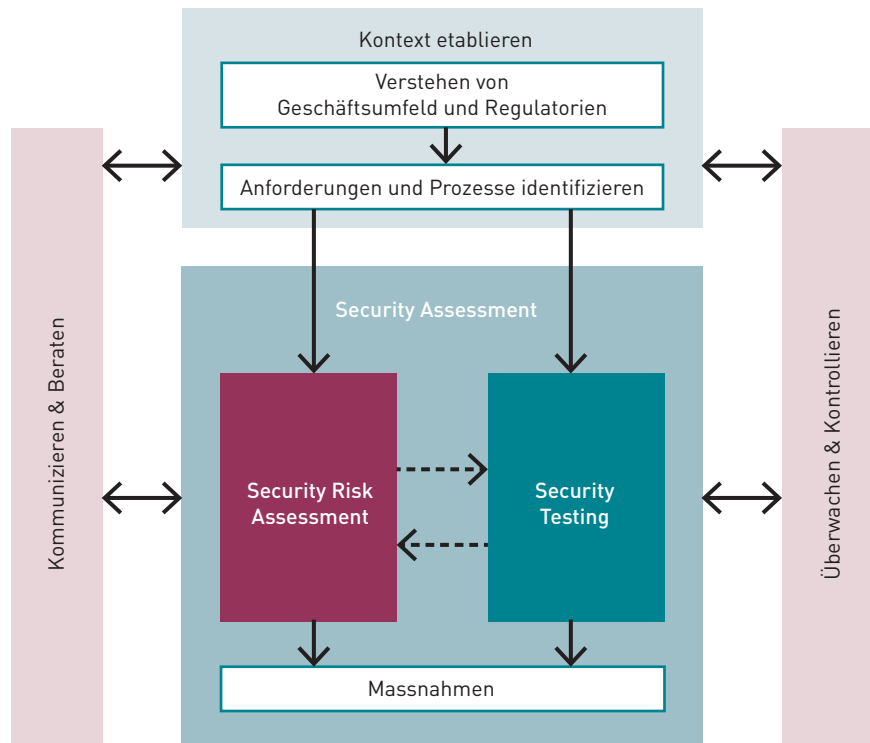 Kontext etablieren
Verstehen von
Geschäftsumfeld und Regulatorien
Anforderungen und Prozesse identifizieren
Kommunizieren & Beraten
Security Assessment
Security Risk
Assessment
Security
Testing
Massnahmen
Überwachen & Kontrollieren